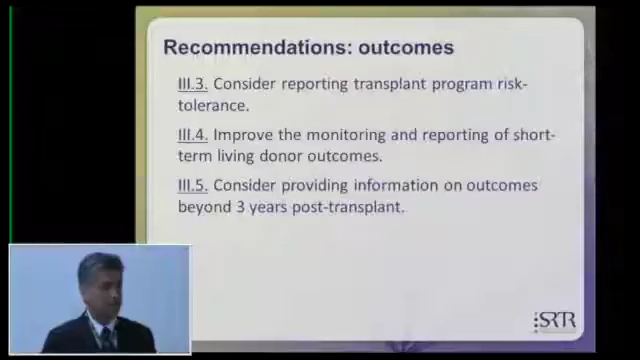 Recommendations: outcomes
III.3. Consider reporting transplant program risk-
tolerance.
III.4. Improve the monitoring and reporting of short-
term living donor outcomes.
III.5. Consider providing information on outcomes
beyond 3 years post-transplant.
SRTR